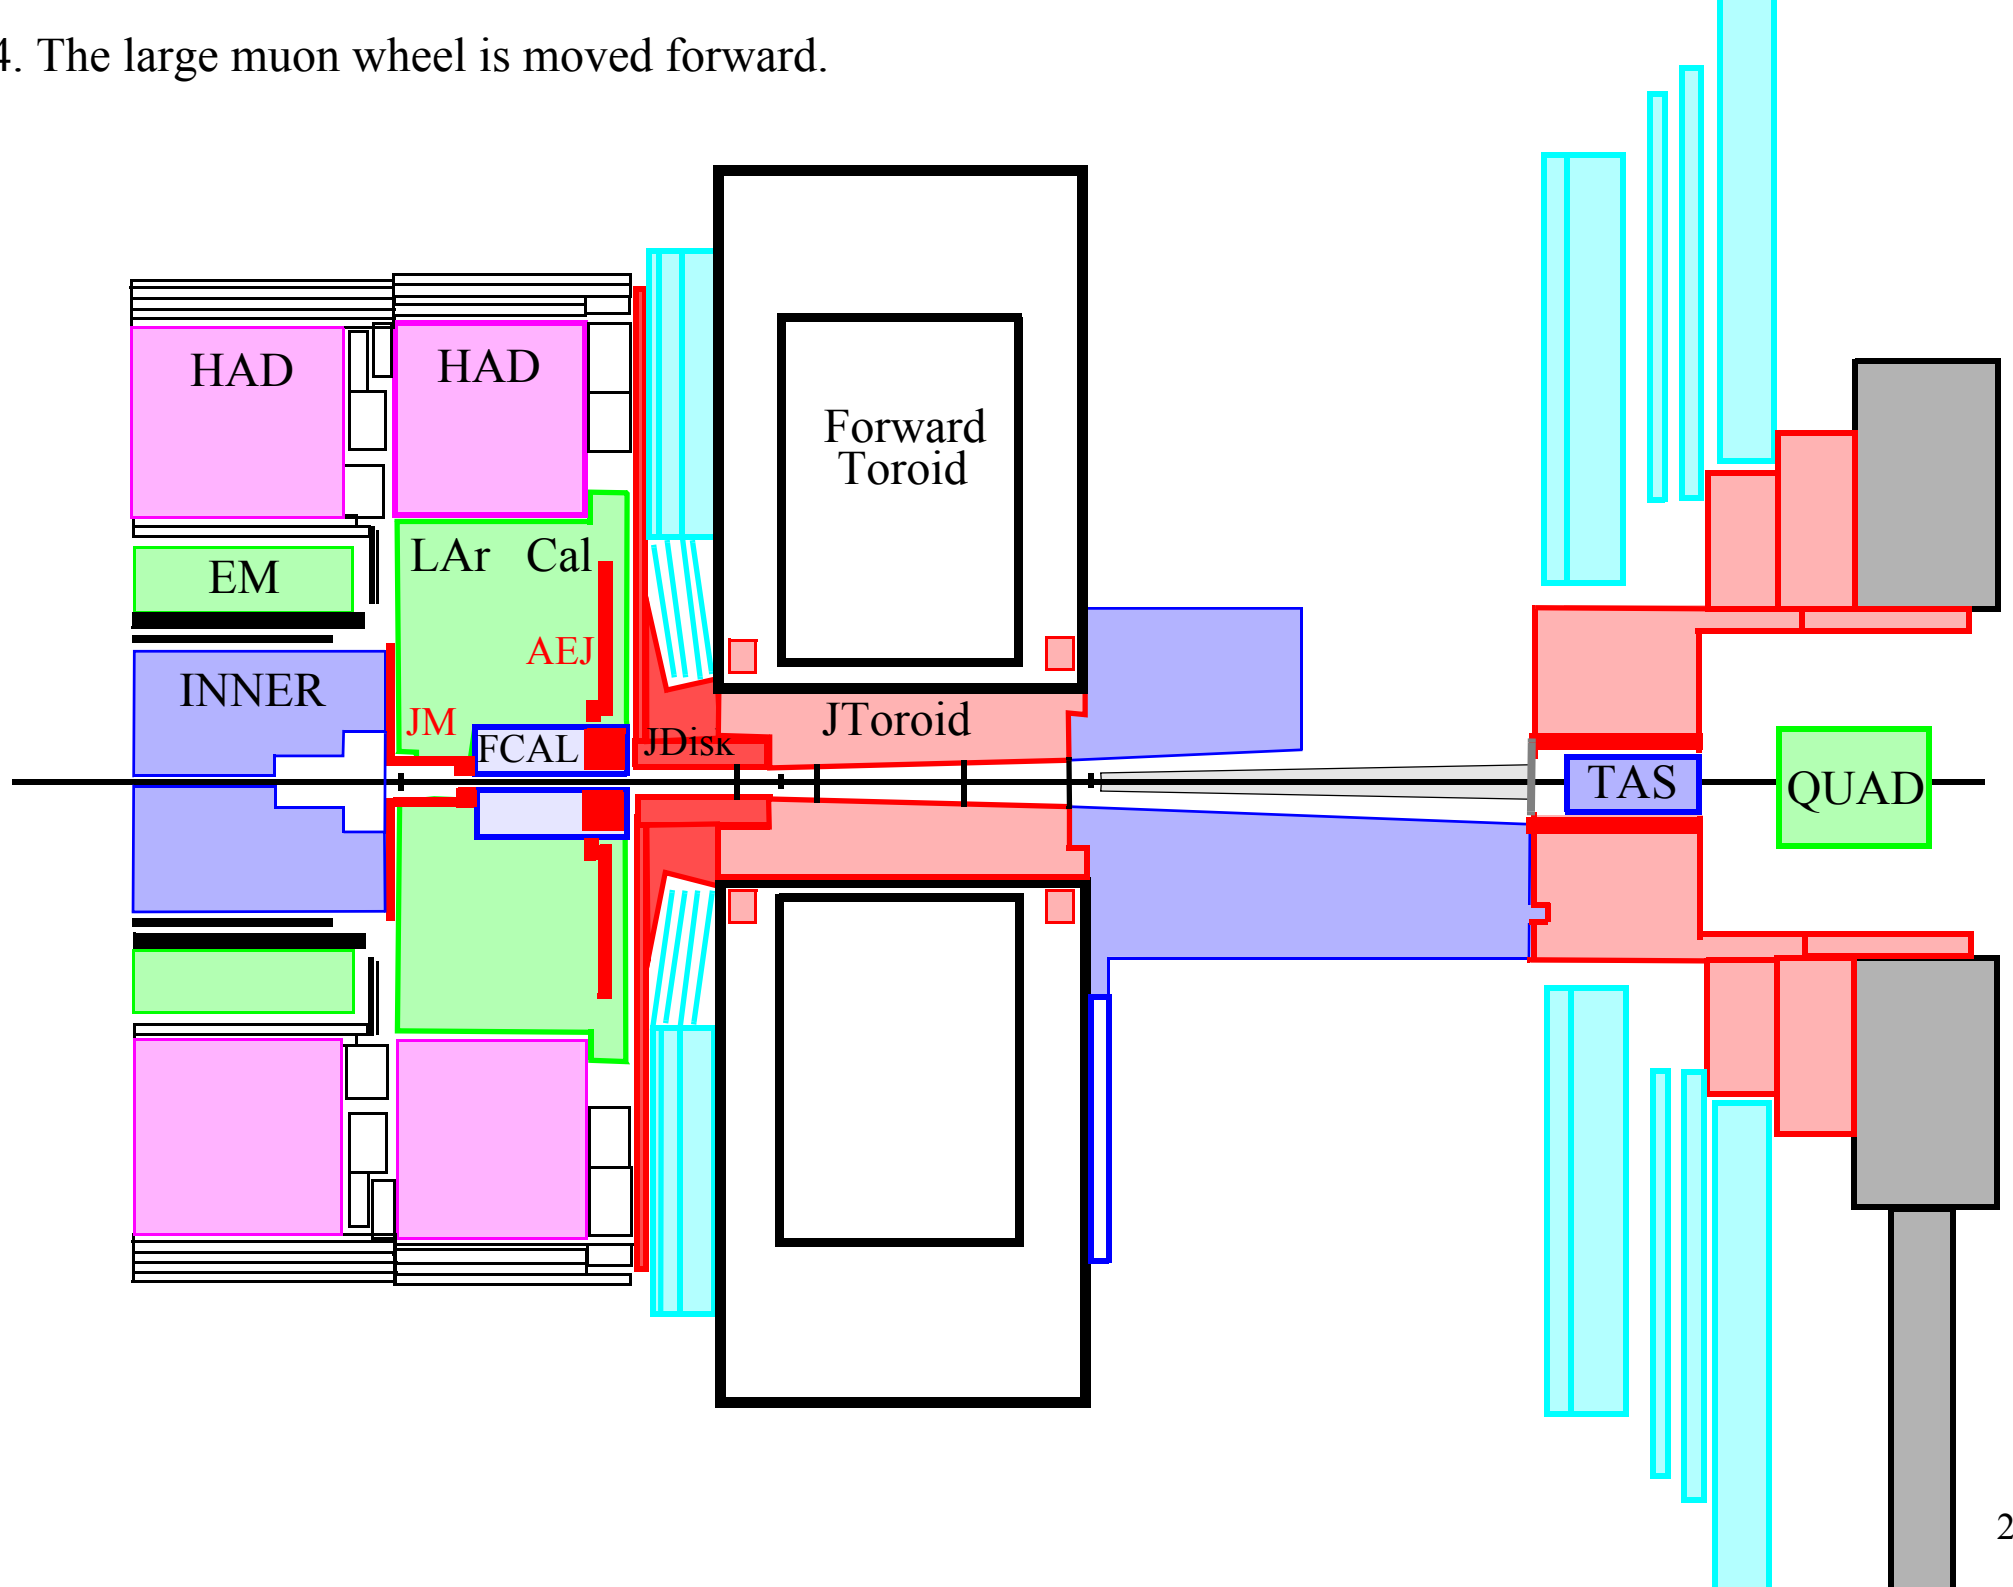 4. The large muon wheel is moved forward.
HAD
HAD
Forward
Toroid
LAr Cal
EM
AEJ
INNER
JM
JToroid
FCAL
JDisk
TAS
QUAD
2